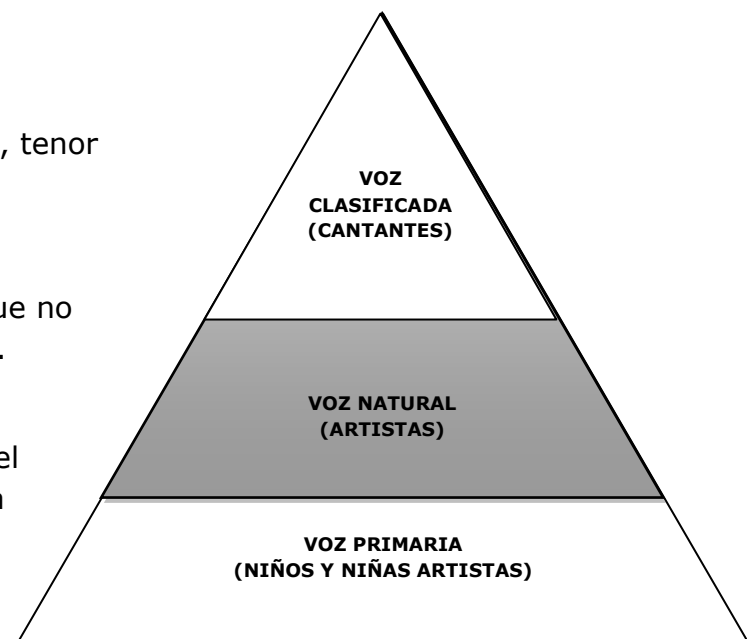 , tenor
VOZ
CLASIFICADA
(CANTANTES)
ue no
.
VOZ NATURAL
(ARTISTAS)
el
VOZ PRIMARIA
(NIÑOS Y NIÑAS ARTISTAS)